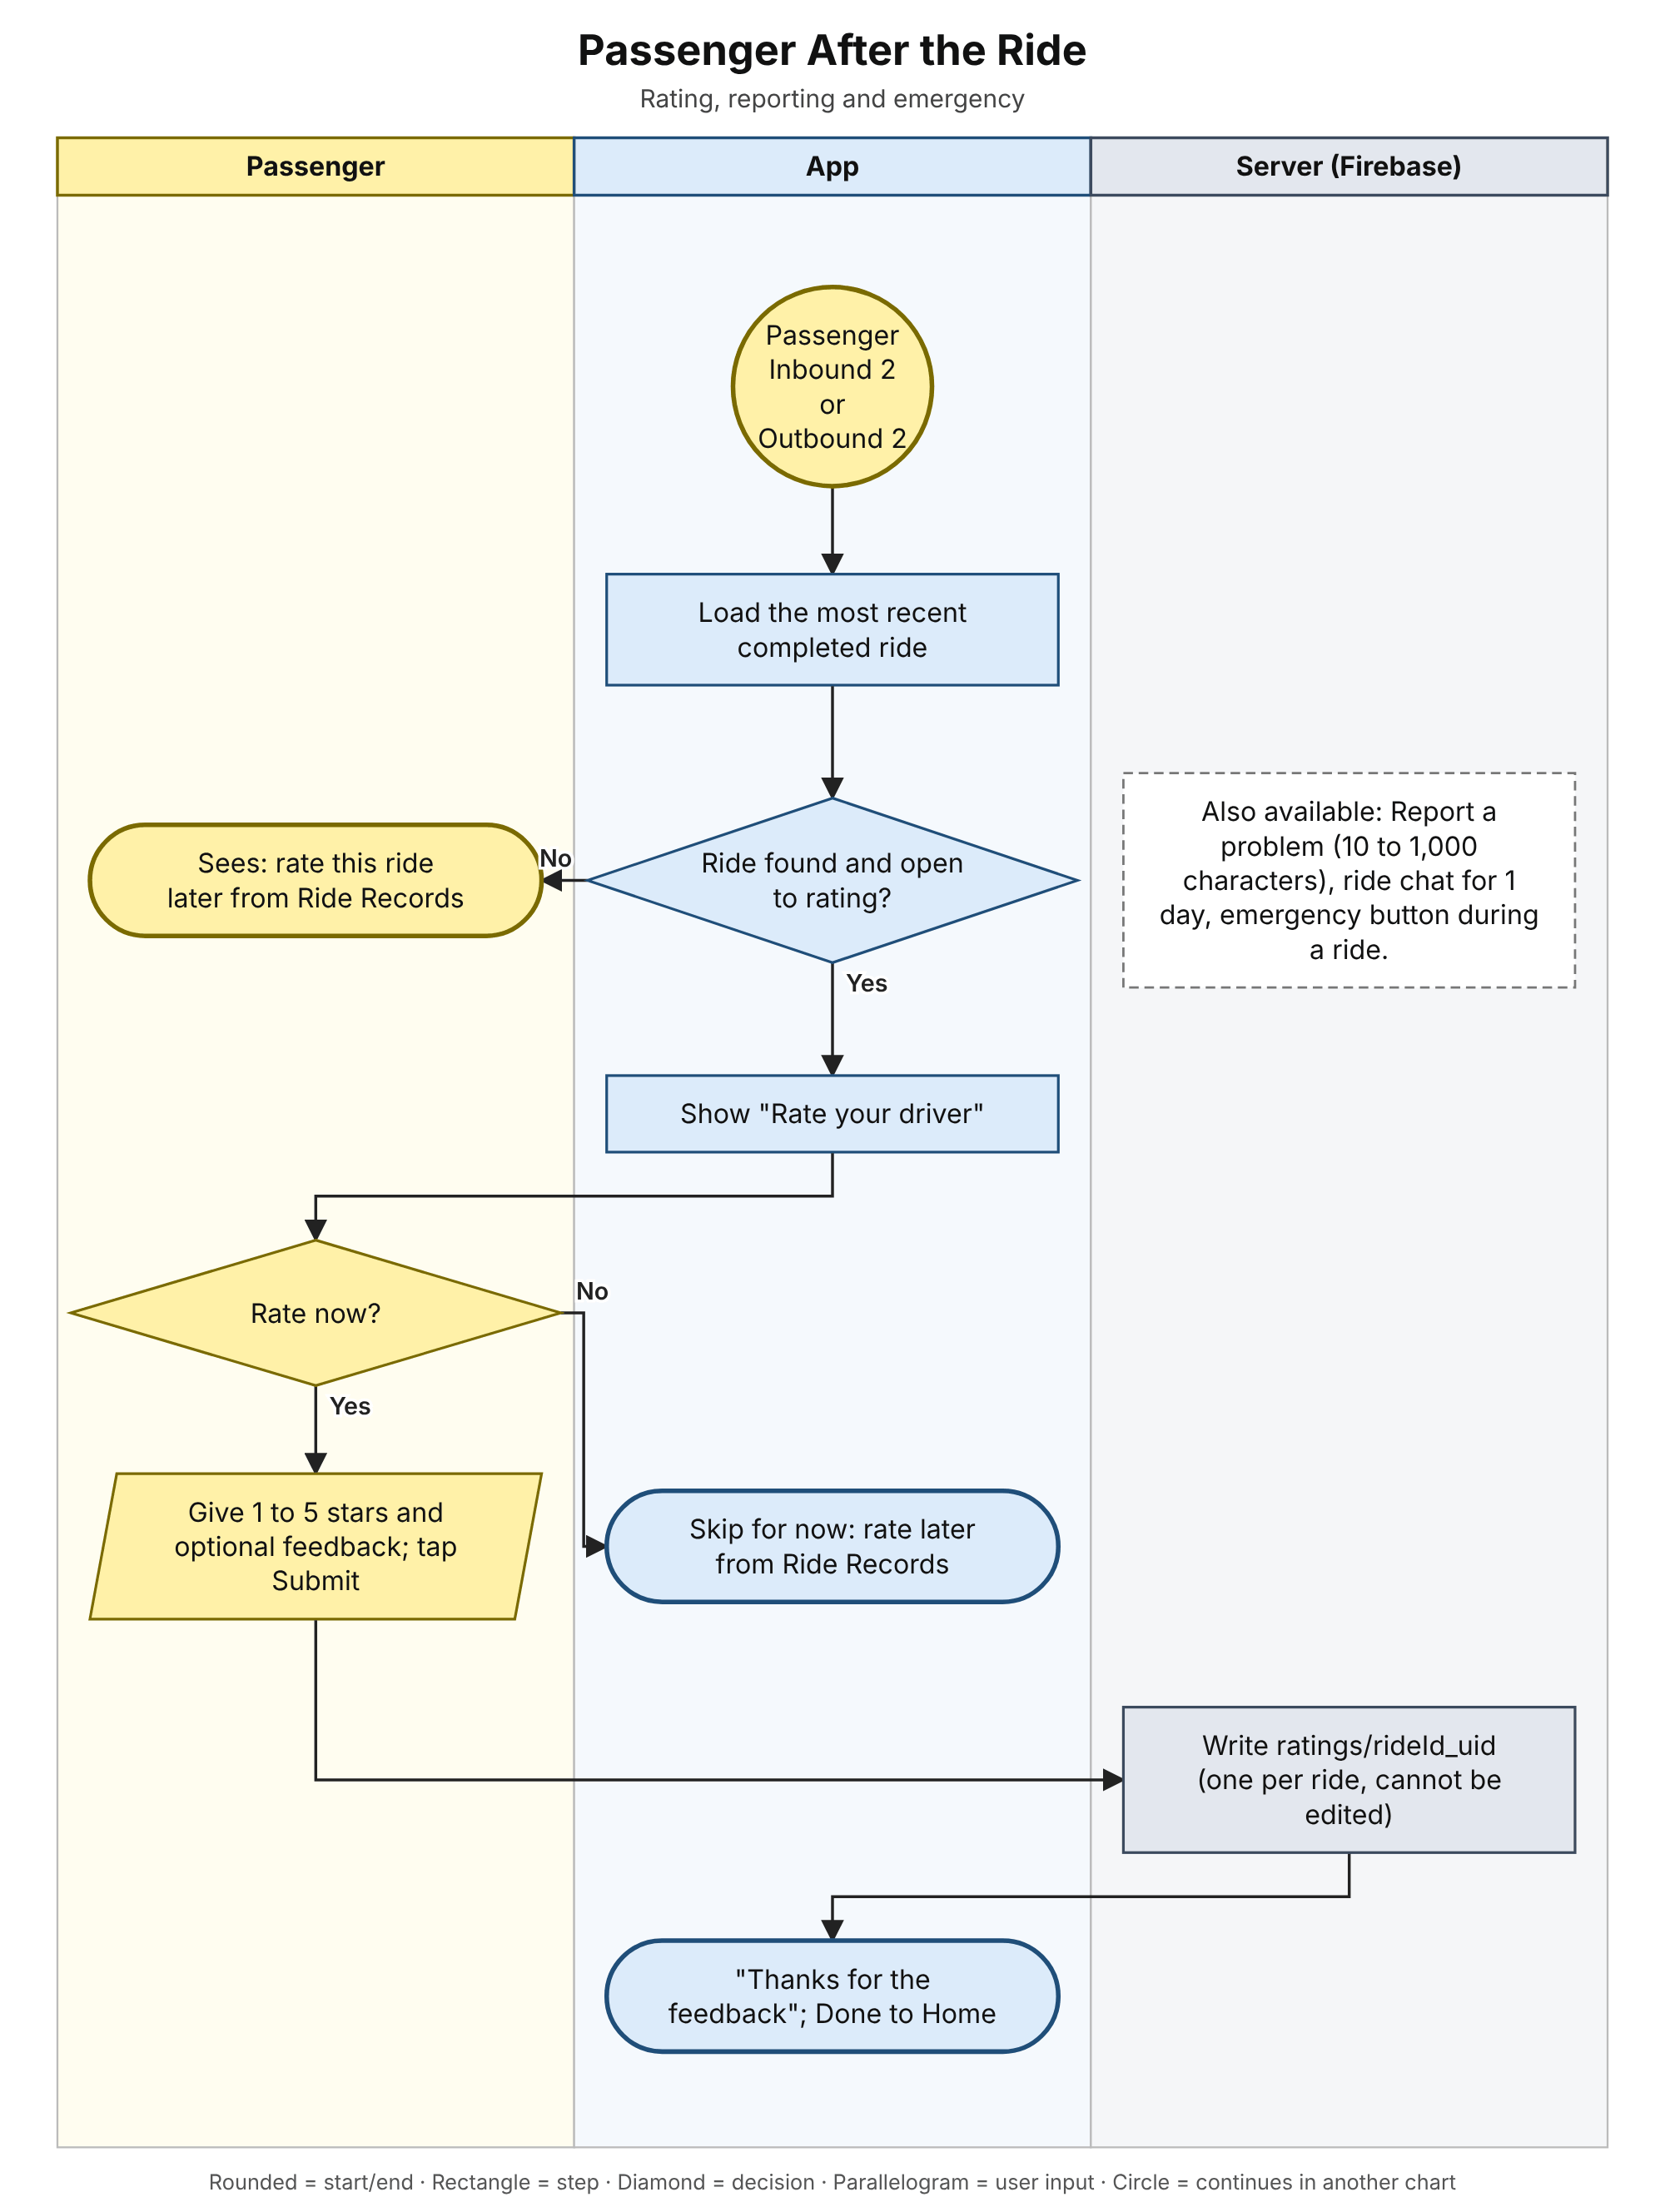 Passenger After the Ride
Rating, reporting and emergency
Passenger
App
Server (Firebase)
Passenger
Inbound 2
or
Outbound 2
Load the most recent
completed ride
Sees: rate this ride
later from Ride Records
No
Ride found and open
to rating?
Also available: Report a
problem (10 to 1,000
characters), ride chat for 1
day, emergency button during
a ride.
Yes
Show "Rate your driver"
Rate now?
No
Yes
Give 1 to 5 stars and
optional feedback; tap
Submit
Skip for now: rate later
from Ride Records
Write ratings/rideId_uid
(one per ride, cannot be
edited)
"Thanks for the
feedback"; Done to Home
Rounded = start/end · Rectangle = step · Diamond = decision · Parallelogram = user input · Circle = continues in another chart